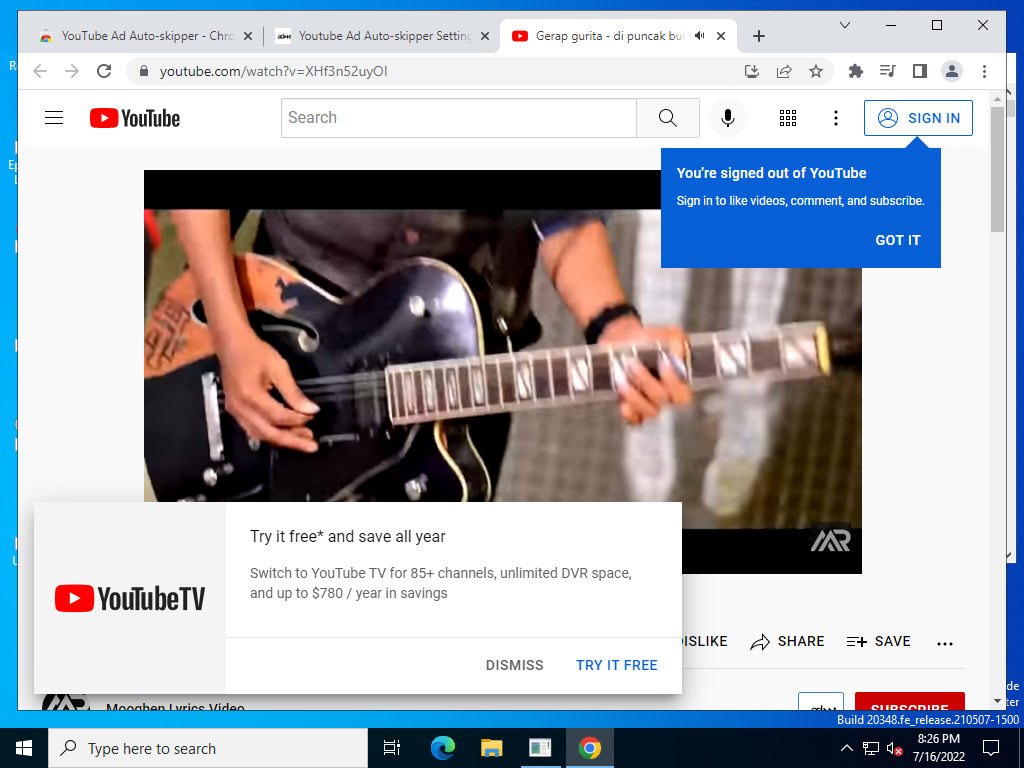 YouTube Ad Auto-skipper - Chro
Youtube Ad Auto-skipper Setting
Gerap gurita - di puncak buk
youtube.com/watch?v=XHf3n52uyOI
YouTube
Search
SIGN IN
You're signed out of YouTube
Sign in to like videos, comment, and subscribe.
GOT IT
MR
Try it free* and save all year
Switch to YouTube TV for 85+ channels, unlimited DVR space,
and up to $780 / year in savings
YouTubeTV
DISMISS
TRY IT FREE
DISLIKE
SHARE
SAVE
Mooghen Lyrics Video
SUBSCRIBE
Build 20348.fe_release.210507-1500
Type here to search
8:26 PM
7/16/2022